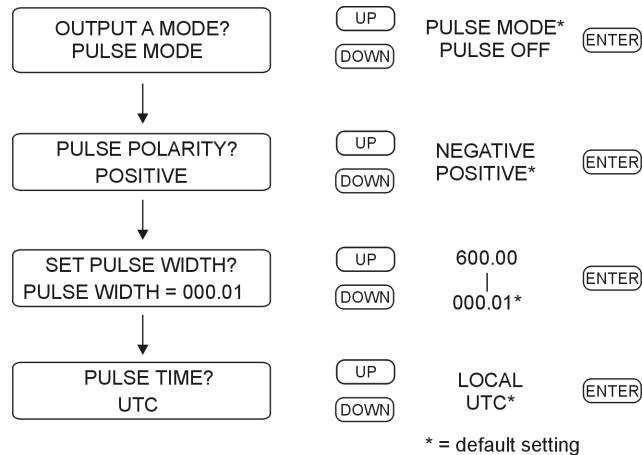 OUTPUT A MODE?
PULSE MODE
UP
DOWN
PULSE MODE*
PULSE OFF
ENTER
PULSE POLARITY?
POSITIVE
UP
DOWN
NEGATIVE
POSITIVE*
ENTER
SET PULSE WIDTH?
PULSE WIDTH = 000.01
UP
DOWN
600.00
|
000.01*
ENTER
PULSE TIME?
UTC
UP
DOWN
LOCAL
UTC*
ENTER
* = default setting